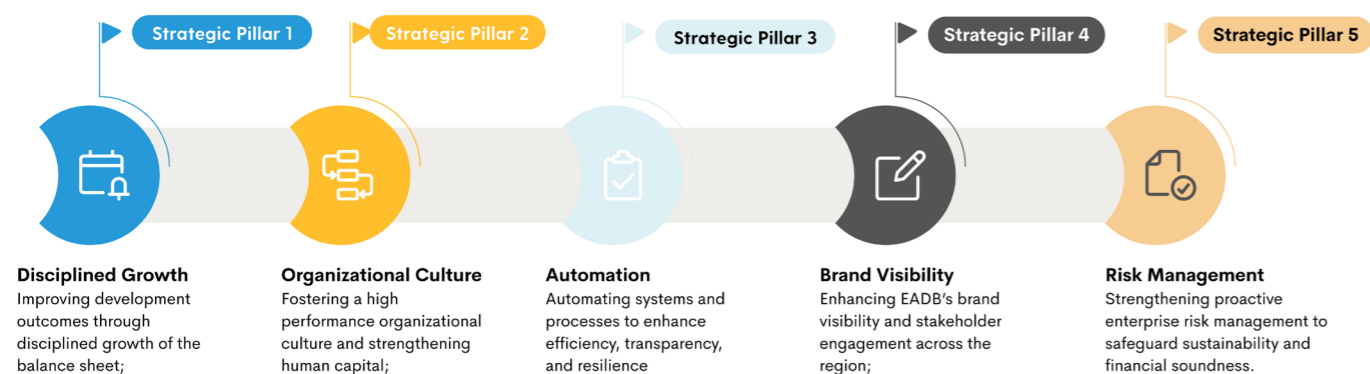 Strategic Pillar 1
Strategic Pillar 2
Strategic Pillar 3
Strategic Pillar 4
Strategic Pillar 5
Disciplined Growth
Improving development
outcomes through
disciplined growth of the
balance sheet;
Organizational Culture
Fostering a high
performance organizational
culture and strengthening
human capital;
Automation
Automating systems and
processes to enhance
efficiency, transparency,
and resilience
Brand Visibility
Enhancing EADB’s brand
visibility and stakeholder
engagement across the
region;
Risk Management
Strengthening proactive
enterprise risk management to
safeguard sustainability and
financial soundness.